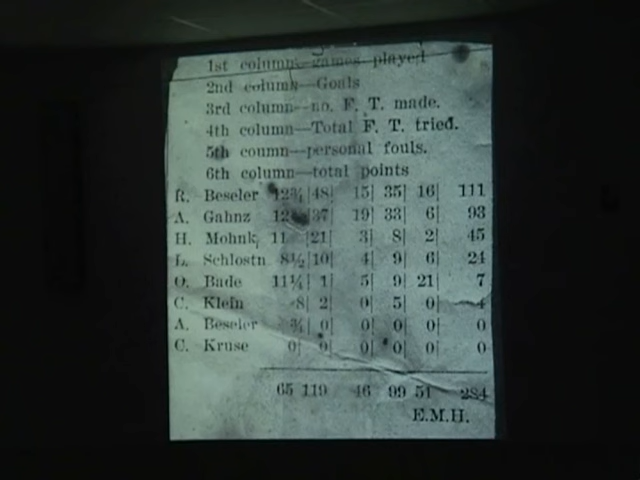 1st column—games played
2nd column—Goals
3rd column—no. F. T. made.
4th column—Total F. T. tried.
5th coumn—personal fouls.
6th column—total points
R. Beseler 12¾| 48| 15| 35| 16| 111
A. Gahnz 37| 19| 33| 6| 93
H. Mohnk| 11 |21| 3| 8| 2| 45
L. Schlostn 8½|10| 4| 9| 6| 24
O. Bade 11¼| 1| 5| 9| 21| 7
C. Klein 8| 2| 0| 5| 0| 4
A. Beseler ¾| 0| 0| 0| 0| 0
C. Kruse 0| 0| 0| 0| 0| 0
65 119 46 99 51 284
E.M.H.